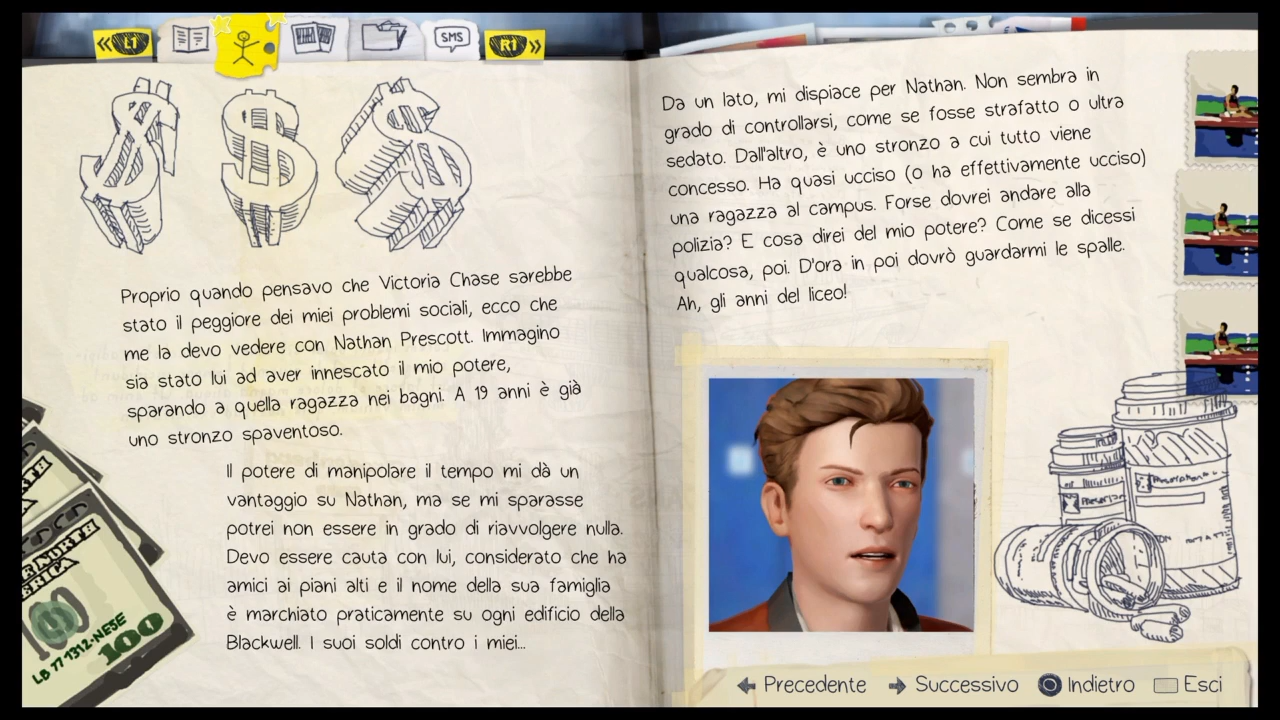 L1
SMS
R1
Proprio quando pensavo che Victoria Chase sarebbe
stato il peggiore dei miei problemi sociali, ecco che
me la devo vedere con Nathan Prescott. Immagino
sia stato lui ad aver innescato il mio potere,
sparando a quella ragazza nei bagni. A 19 anni è già
uno stronzo spaventoso.
Il potere di manipolare il tempo mi dà un
vantaggio su Nathan, ma se mi sparasse
potrei non essere in grado di riavvolgere nulla.
Devo essere cauta con lui, considerato che ha
amici ai piani alti e il nome della sua famiglia
è marchiato praticamente su ogni edificio della
Blackwell. I suoi soldi contro i miei...
NORTH
LB 77 1312-NESE
100
Da un lato, mi dispiace per Nathan. Non sembra in
grado di controllarsi, come se fosse strafatto o ultra
sedato. Dall'altro, è uno stronzo a cui tutto viene
concesso. Ha quasi ucciso (o ha effettivamente ucciso)
una ragazza al campus. Forse dovrei andare alla
polizia? E cosa direi del mio potere? Come se dicessi
qualcosa, poi. D'ora in poi dovrò guardarmi le spalle.
Ah, gli anni del liceo!
Precedente Successivo Indietro Esci